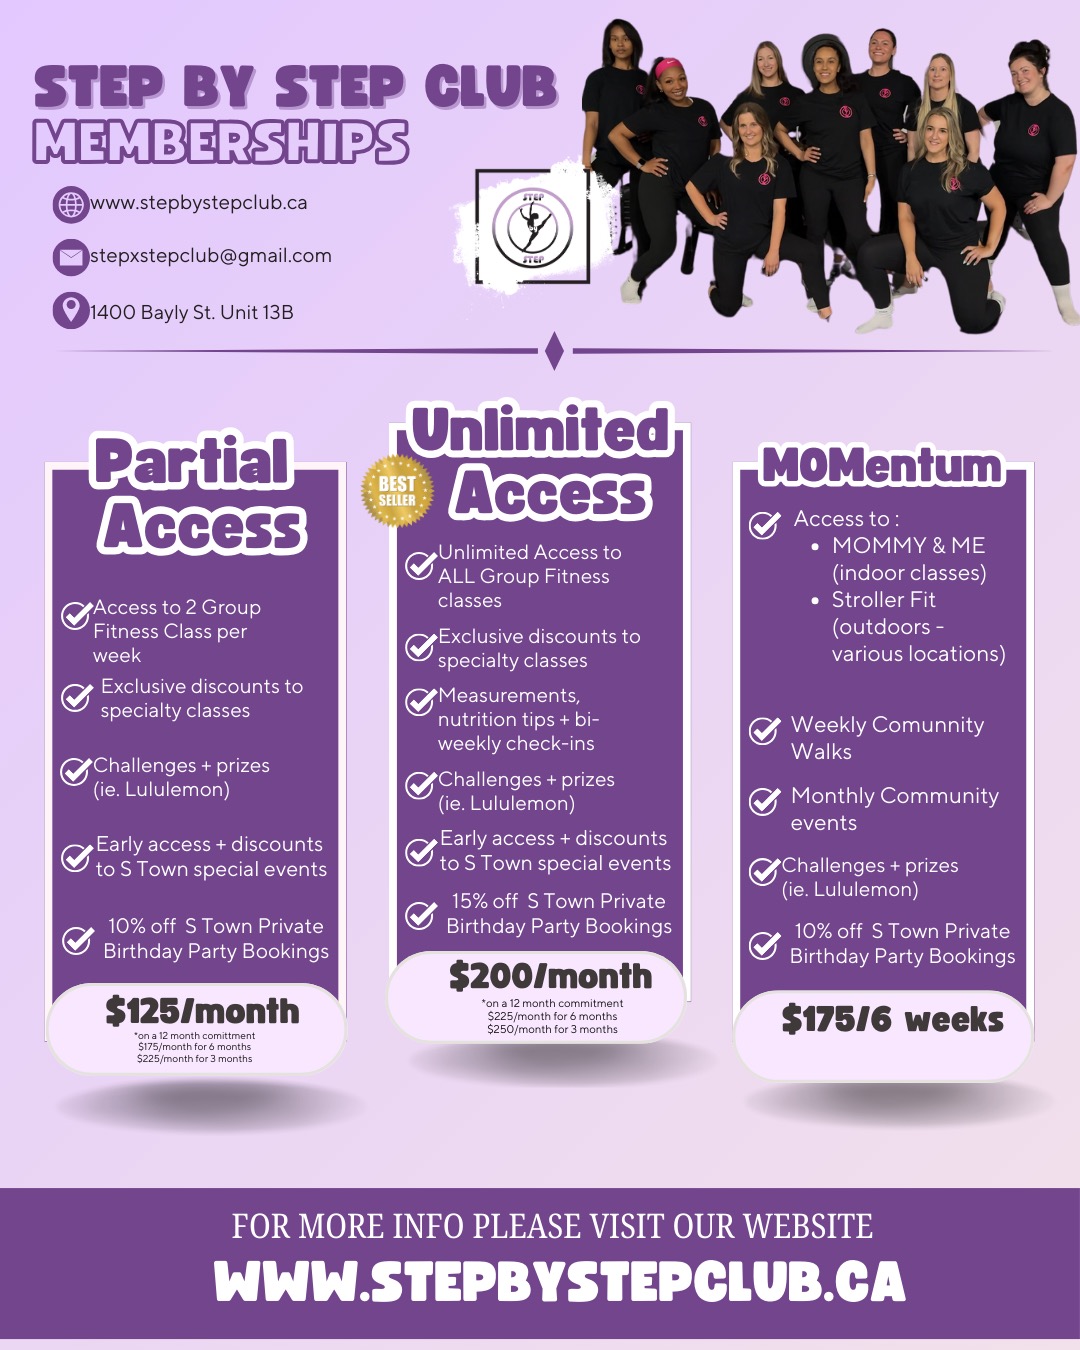 STEP BY STEP CLUB
MEMBERSHIPS
www.stepbystepclub.ca
stepxstepclub@gmail.com
1400 Bayly St. Unit 13B
STEP
STEP
Partial
Access
Access to 2 Group
Fitness Class per
week
Exclusive discounts to
specialty classes
Challenges + prizes
(ie. Lululemon)
Early access + discounts
to S Town special events
10% off S Town Private
Birthday Party Bookings
$125/month
*on a 12 month comittment
$175/month for 6 months
$225/month for 3 months
Unlimited
Access
BEST
SELLER
Unlimited Access to
ALL Group Fitness
classes
Exclusive discounts to
specialty classes
Measurements,
nutrition tips + bi-
weekly check-ins
Challenges + prizes
(ie. Lululemon)
Early access + discounts
to S Town special events
15% off S Town Private
Birthday Party Bookings
$200/month
*on a 12 month commitment
$225/month for 6 months
$250/month for 3 months
MOMentum
Access to :
• MOMMY & ME
(indoor classes)
• Stroller Fit
(outdoors -
various locations)
Weekly Comunnity
Walks
Monthly Community
events
Challenges + prizes
(ie. Lululemon)
10% off S Town Private
Birthday Party Bookings
$175/6 weeks
FOR MORE INFO PLEASE VISIT OUR WEBSITE
WWW.STEPBYSTEPCLUB.CA